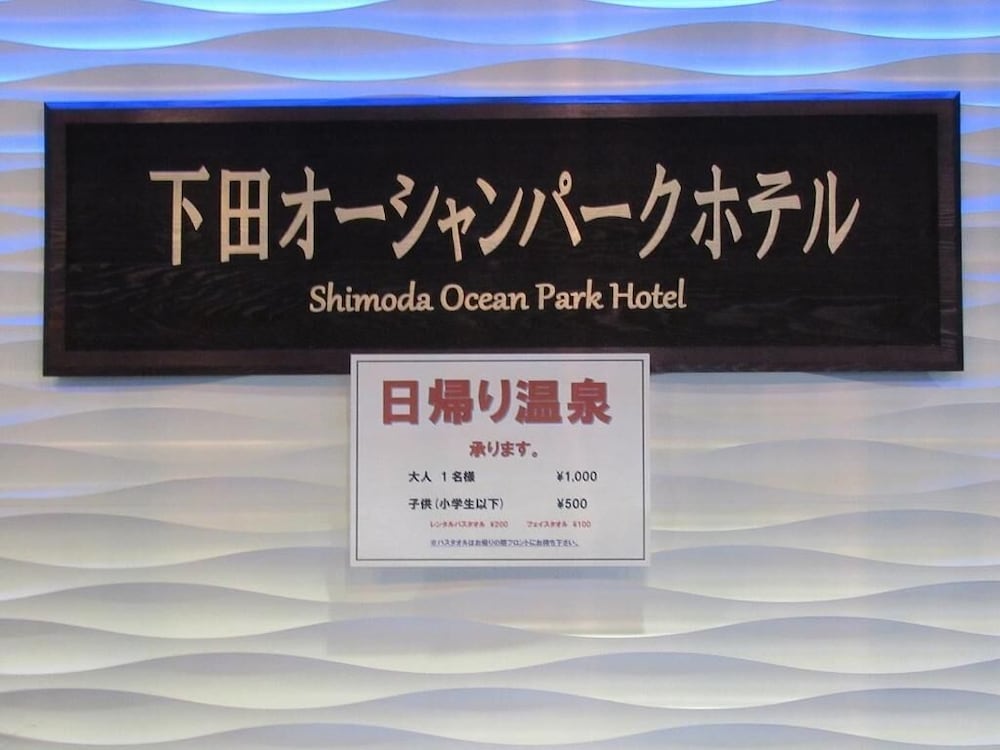 下田オーシャンパークホテル
Shimoda Ocean Park Hotel
日帰り温泉
承ります。
大人 1名様 ¥1,000
子供(小学生以下) ¥500
レンタルバスタオル ¥200 フェイスタオル ¥100
※バスタオルはお帰りの際フロントにお持ち下さい。